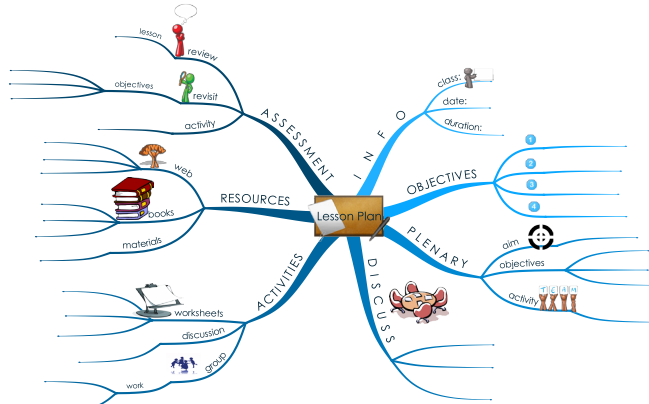 Lesson Plan
INFO
class:
date:
duration:
OBJECTIVES
1
2
3
4
PLENARY
aim
objectives
activity
TEAM
DISCUSS
ACTIVITIES
worksheets
discussion
group
work
RESOURCES
web
books
materials
ASSESSMENT
review
lesson
revisit
objectives
activity